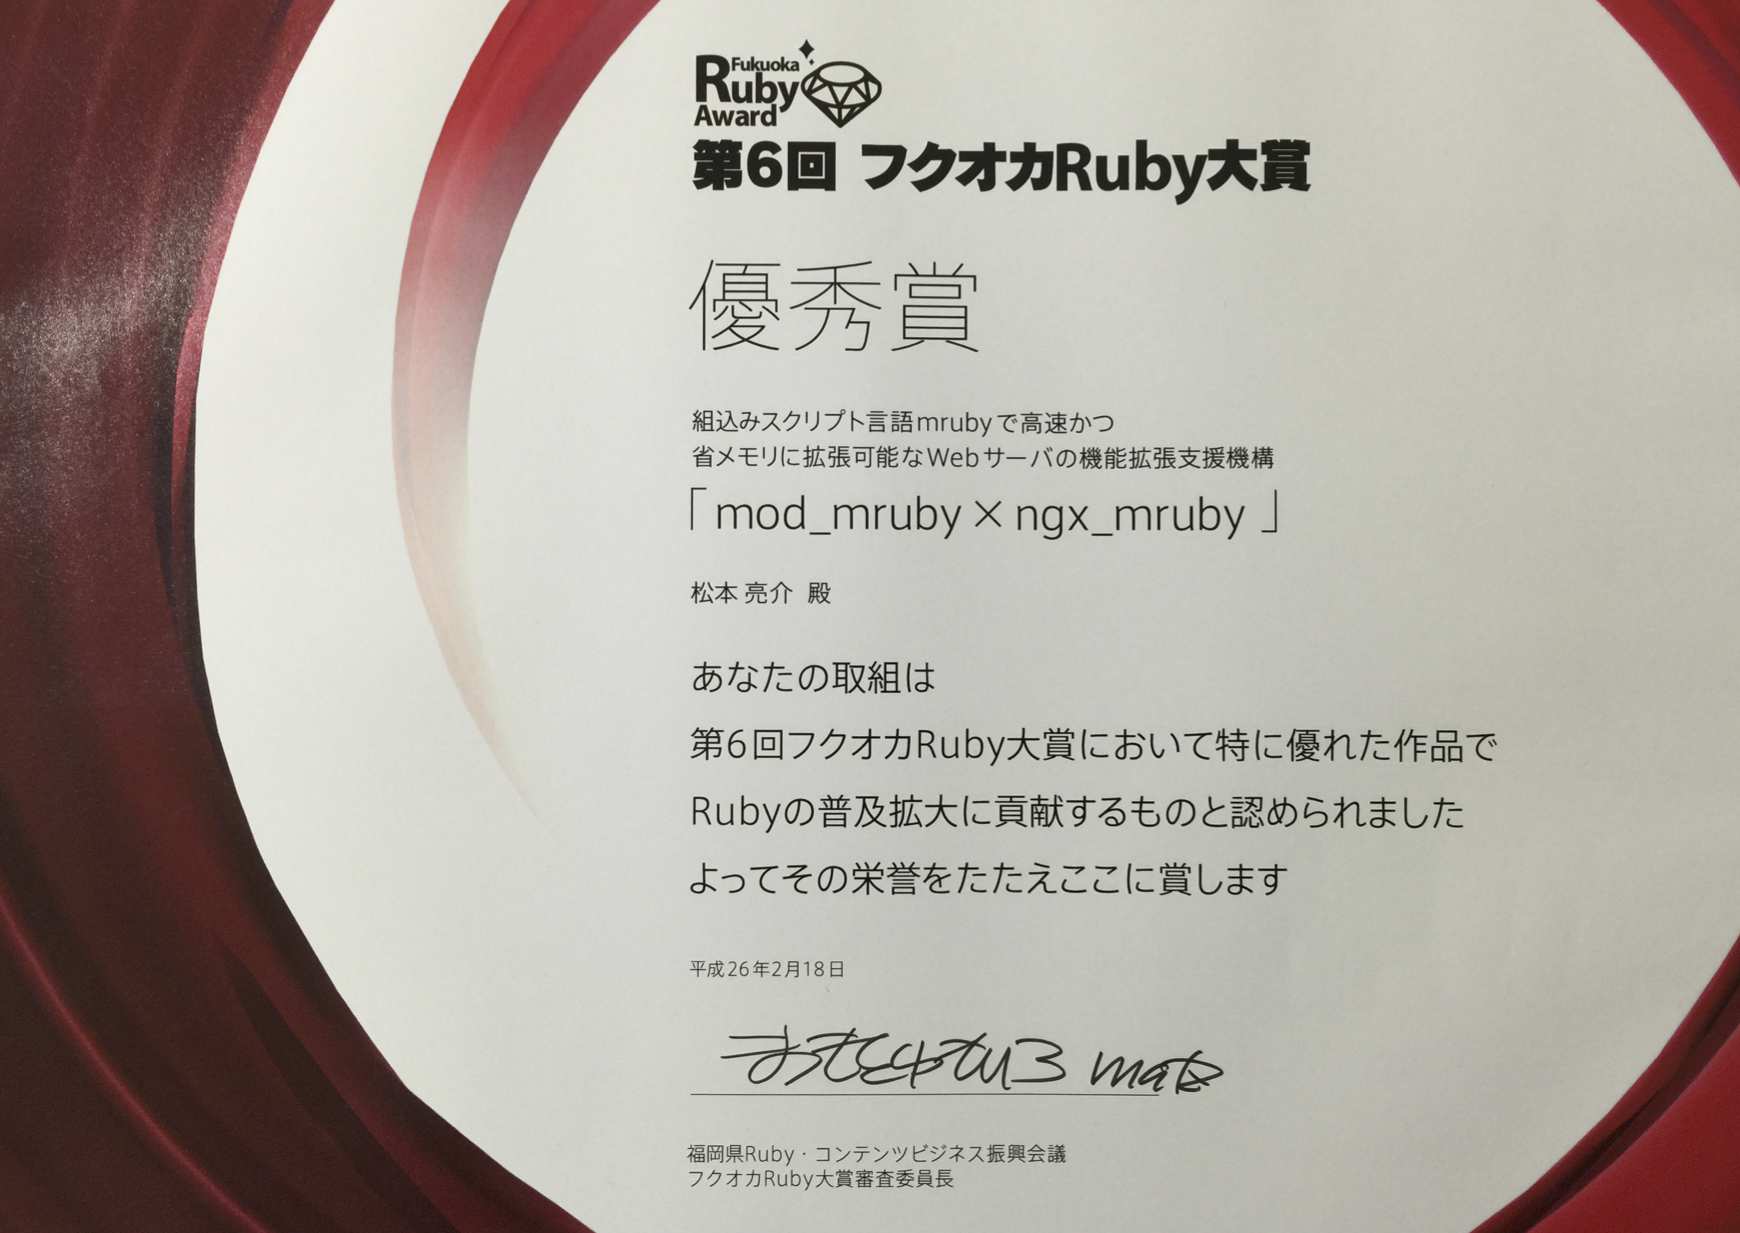 Fukuoka
Ruby
Award
第6回 フクオカRuby大賞
優秀賞
組込みスクリプト言語mrubyで高速かつ
省メモリに拡張可能なWebサーバの機能拡張支援機構
「mod_mruby×ngx_mruby」
松本 亮介 殿
あなたの取組は
第6回フクオカRuby大賞において特に優れた作品で
Rubyの普及拡大に貢献するものと認められました
よってその栄誉をたたえここに賞します
平成26年2月18日
まつもとゆきひろ matz
福岡県Ruby・コンテンツビジネス振興会議
フクオカRuby大賞審査委員長